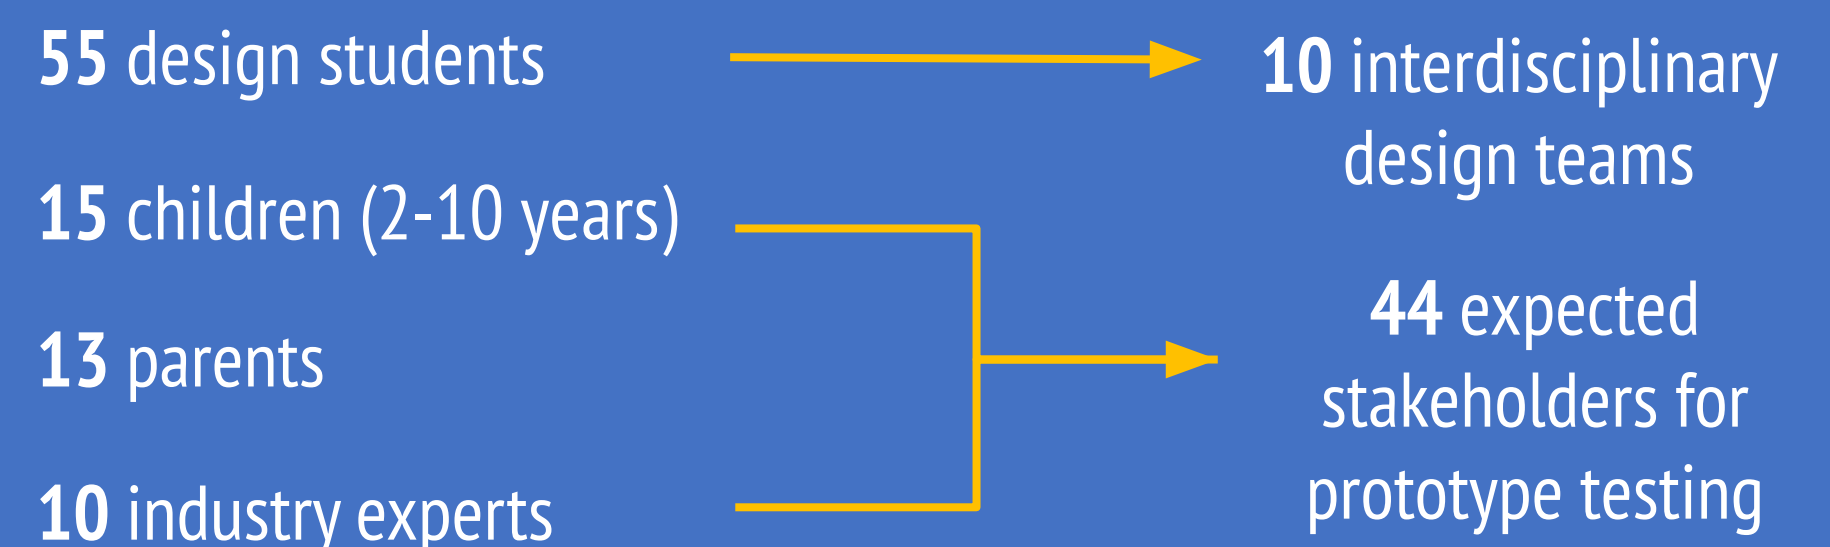 55 design students
15 children (2-10 years)
13 parents
10 industry experts
10 interdisciplinary
design teams
44 expected
stakeholders for
prototype testing